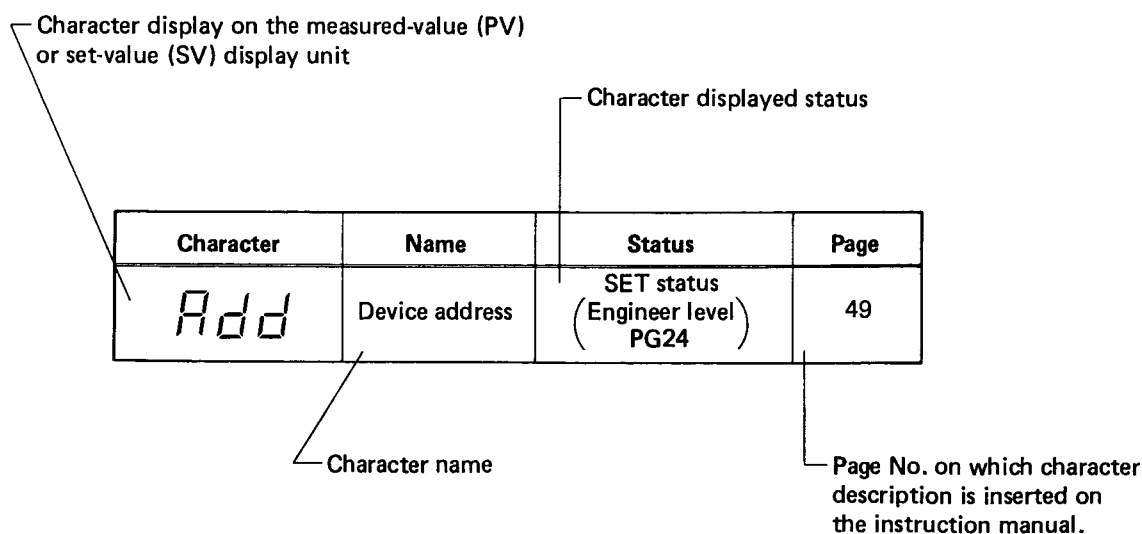 Character display on the measured-value (PV)
or set-value (SV) display unit
Character displayed status
Character Name Status Page
Add Device address SET status 49
(Engineer level)
PG24
Character name
Page No. on which character
description is inserted on
the instruction manual.